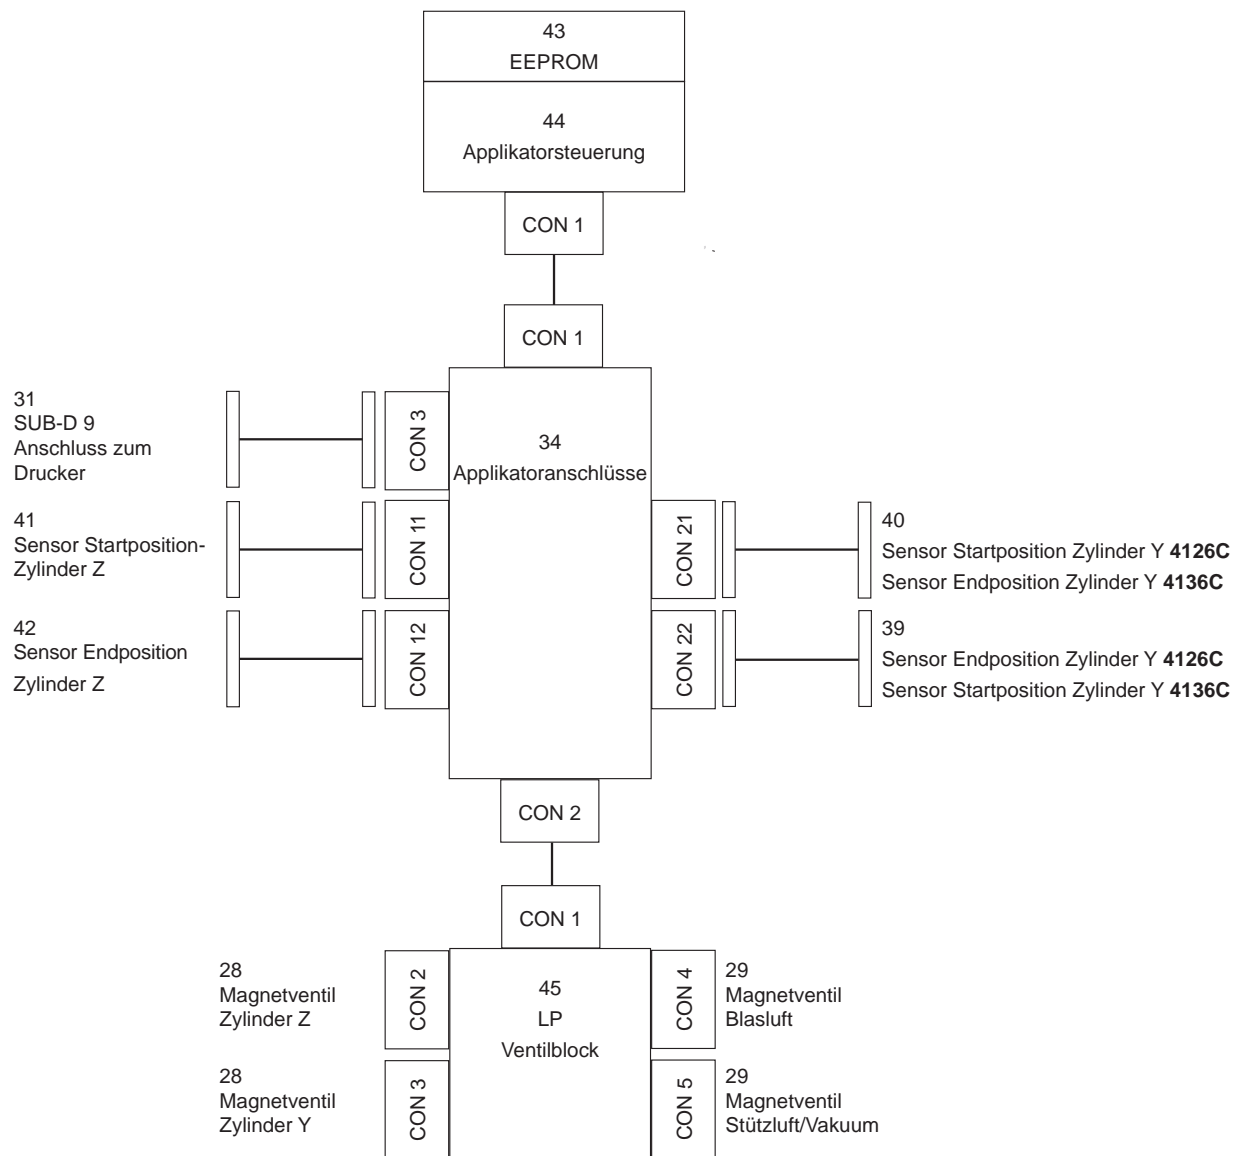 43
EEPROM
44
Applikatorsteuerung
CON 1
CON 1
31
SUB-D 9
Anschluss zum
Drucker
CON 3
34
Applikatoranschlüsse
41
Sensor Startposition-
Zylinder Z
CON 11
CON 21
40
Sensor Startposition Zylinder Y 4126C
Sensor Endposition Zylinder Y 4136C
42
Sensor Endposition
Zylinder Z
CON 12
CON 22
39
Sensor Endposition Zylinder Y 4126C
Sensor Startposition Zylinder Y 4136C
CON 2
CON 1
28
Magnetventil
Zylinder Z
CON 2
45
LP
Ventilblock
CON 4
29
Magnetventil
Blasluft
28
Magnetventil
Zylinder Y
CON 3
CON 5
29
Magnetventil
Stützluft/Vakuum